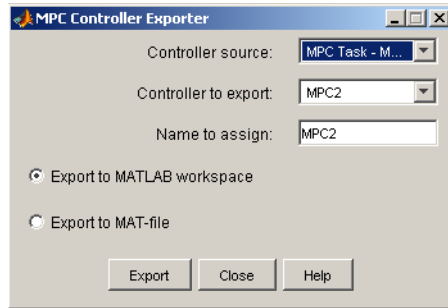 MPC Controller Exporter
Controller source: MPC Task - M...
Controller to export: MPC2
Name to assign: MPC2
Export to MATLAB workspace
Export to MAT-file
Export Close Help